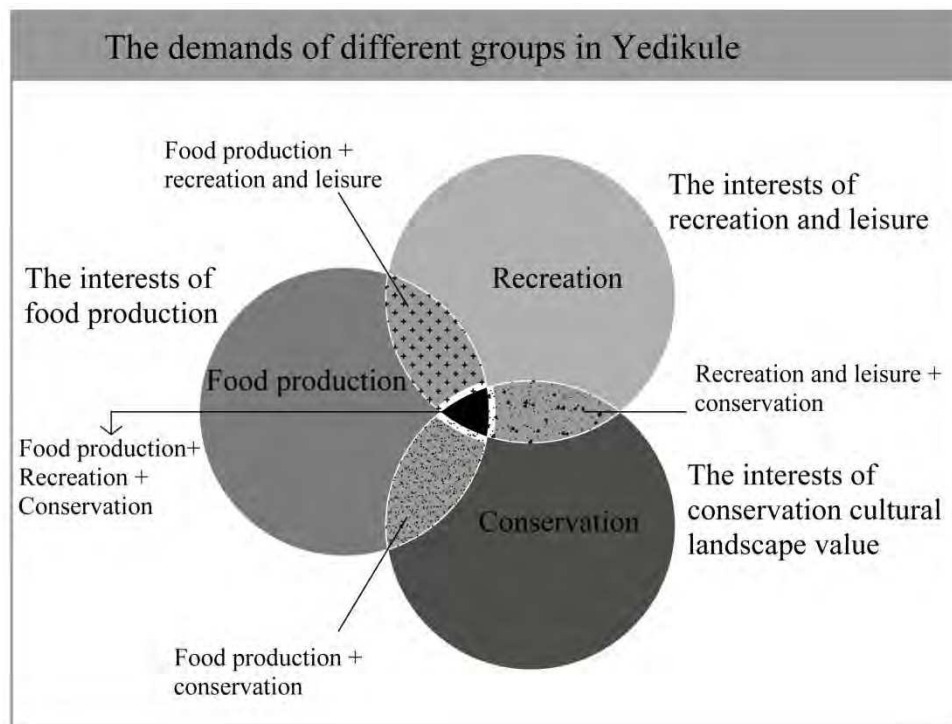 The demands of different groups in Yedikule
Food production +
recreation and leisure
The interests of
recreation and leisure
The interests of
food production
Recreation
Food production
Recreation and leisure +
conservation
Food production+
Recreation +
Conservation
The interests of
conservation cultural
landscape value
Conservation
Food production +
conservation